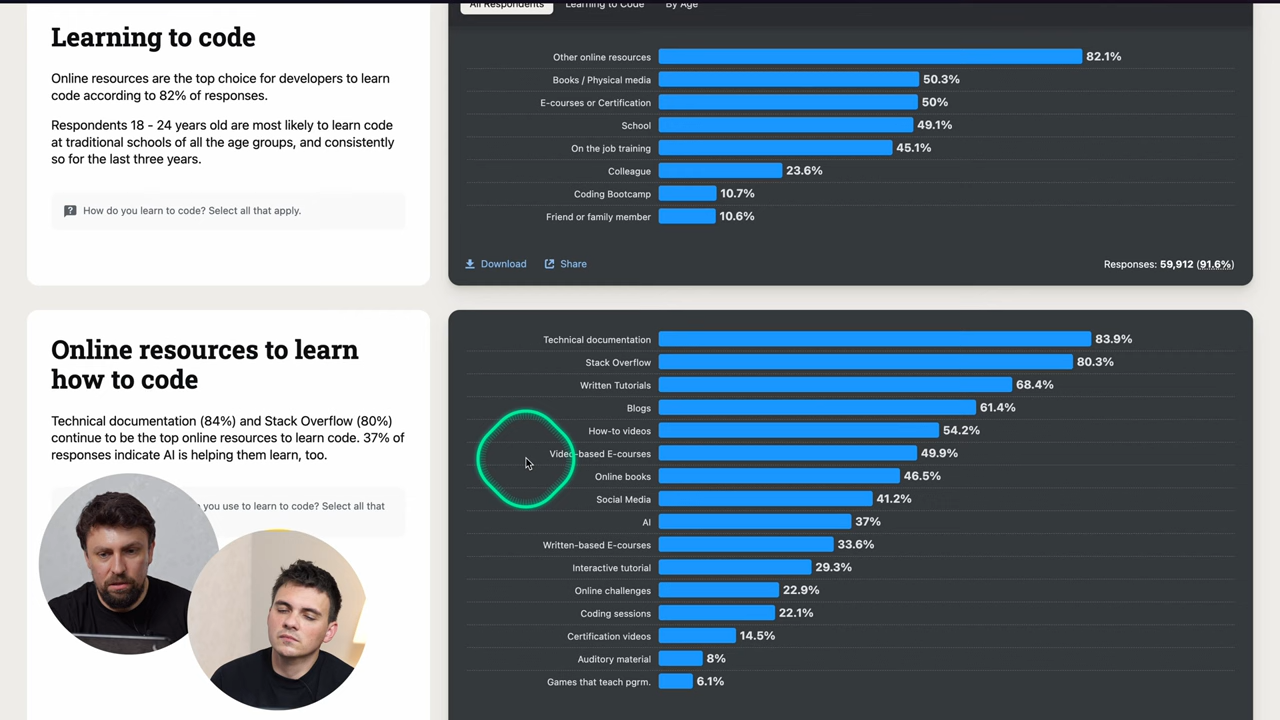 All Respondents Learning to Code By Age
Learning to code
Online resources are the top choice for developers to learn
code according to 82% of responses.
Respondents 18 - 24 years old are most likely to learn code
at traditional schools of all the age groups, and consistently
so for the last three years.
How do you learn to code? Select all that apply.
Other online resources 82.1%
Books / Physical media 50.3%
E-courses or Certification 50%
School 49.1%
On the job training 45.1%
Colleague 23.6%
Coding Bootcamp 10.7%
Friend or family member 10.6%
Download Share Responses: 59,912 (91.6%)
Online resources to learn
how to code
Technical documentation (84%) and Stack Overflow (80%)
continue to be the top online resources to learn code. 37% of
responses indicate AI is helping them learn, too.
you use to learn to code? Select all that
Technical documentation 83.9%
Stack Overflow 80.3%
Written Tutorials 68.4%
Blogs 61.4%
How-to videos 54.2%
Video-based E-courses 49.9%
Online books 46.5%
Social Media 41.2%
AI 37%
Written-based E-courses 33.6%
Interactive tutorial 29.3%
Online challenges 22.9%
Coding sessions 22.1%
Certification videos 14.5%
Auditory material 8%
Games that teach pgrm. 6.1%